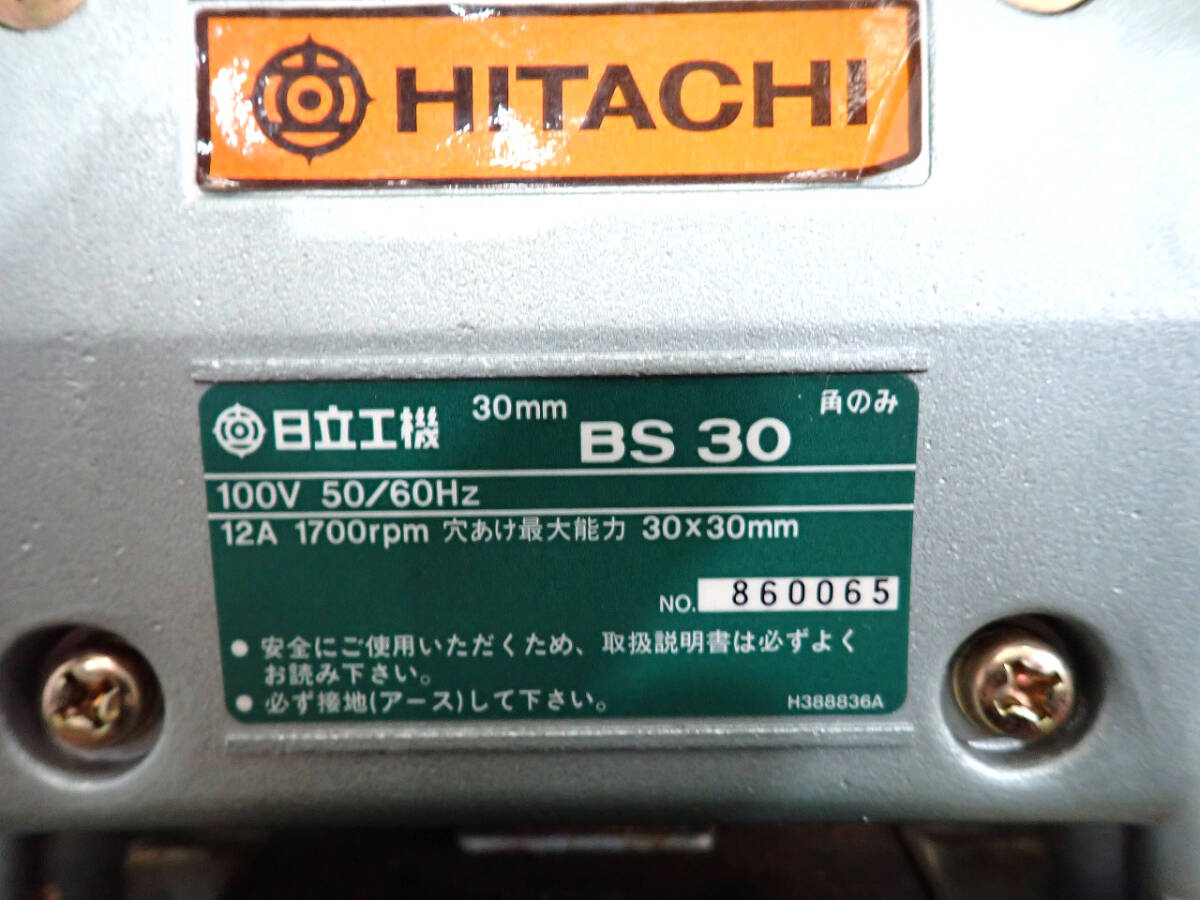 HITACHI
日立工機 30mm BS 30 角のみ
100V 50/60Hz
12A 1700rpm 穴あけ最大能力 30×30mm
NO. 860065
● 安全にご使用いただくため、取扱説明書は必ずよく
お読み下さい。
● 必ず接地(アース)して下さい。 H388836A